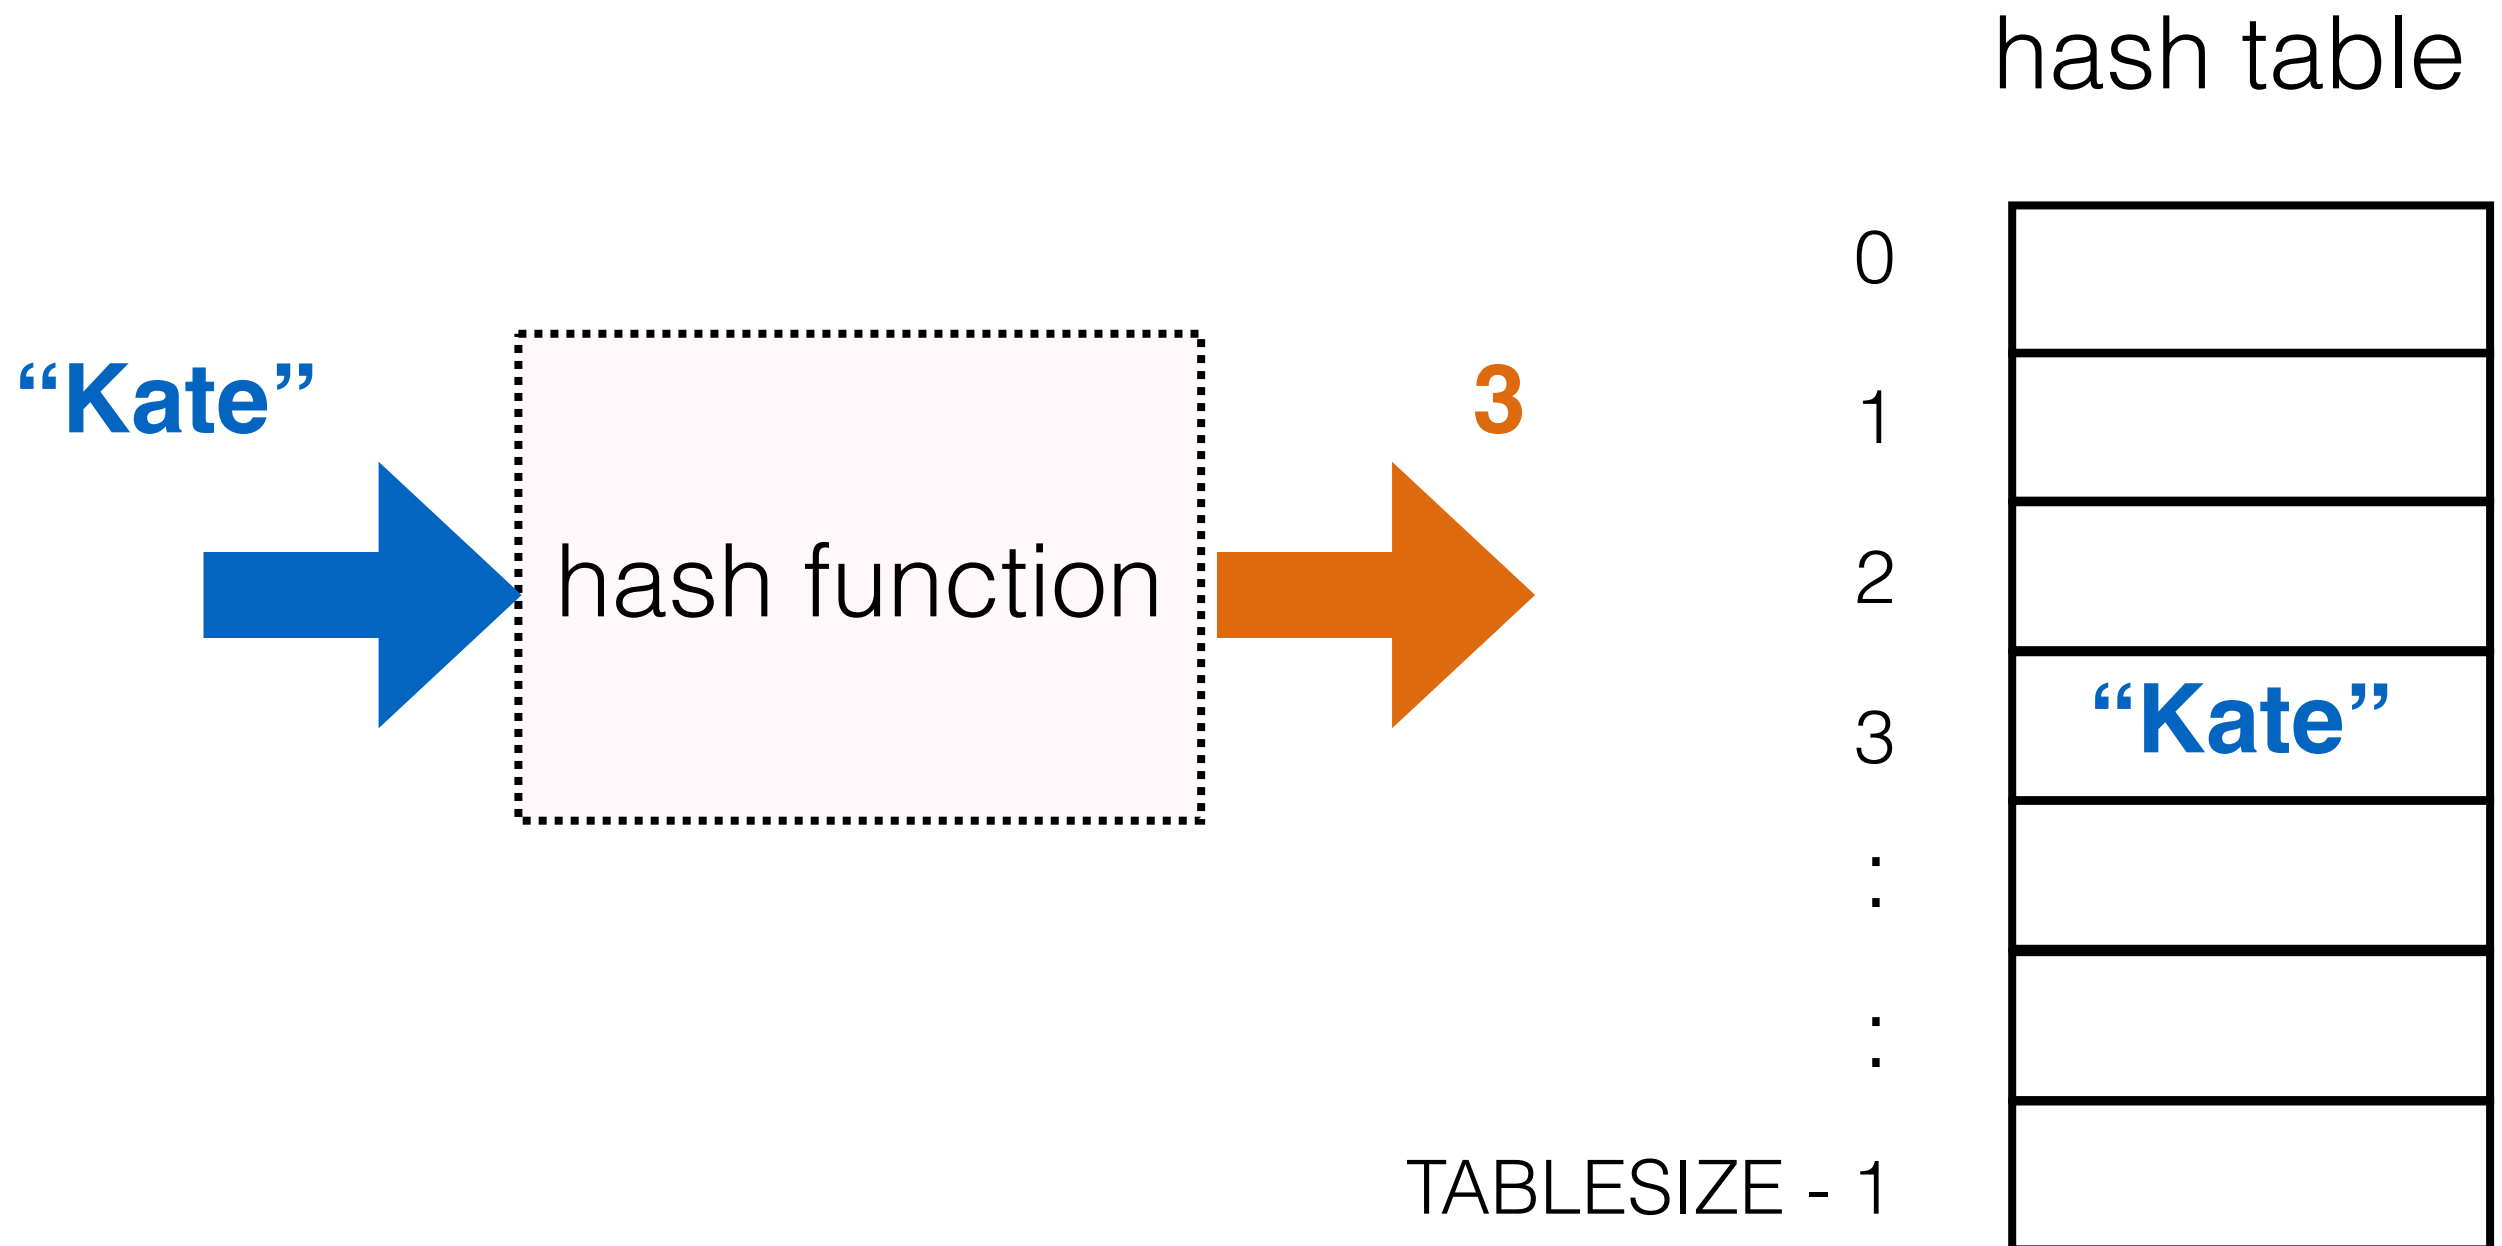 hash table
“Kate”
hash function
3
0
1
2
3 “Kate”
:
:
TABLESIZE - 1